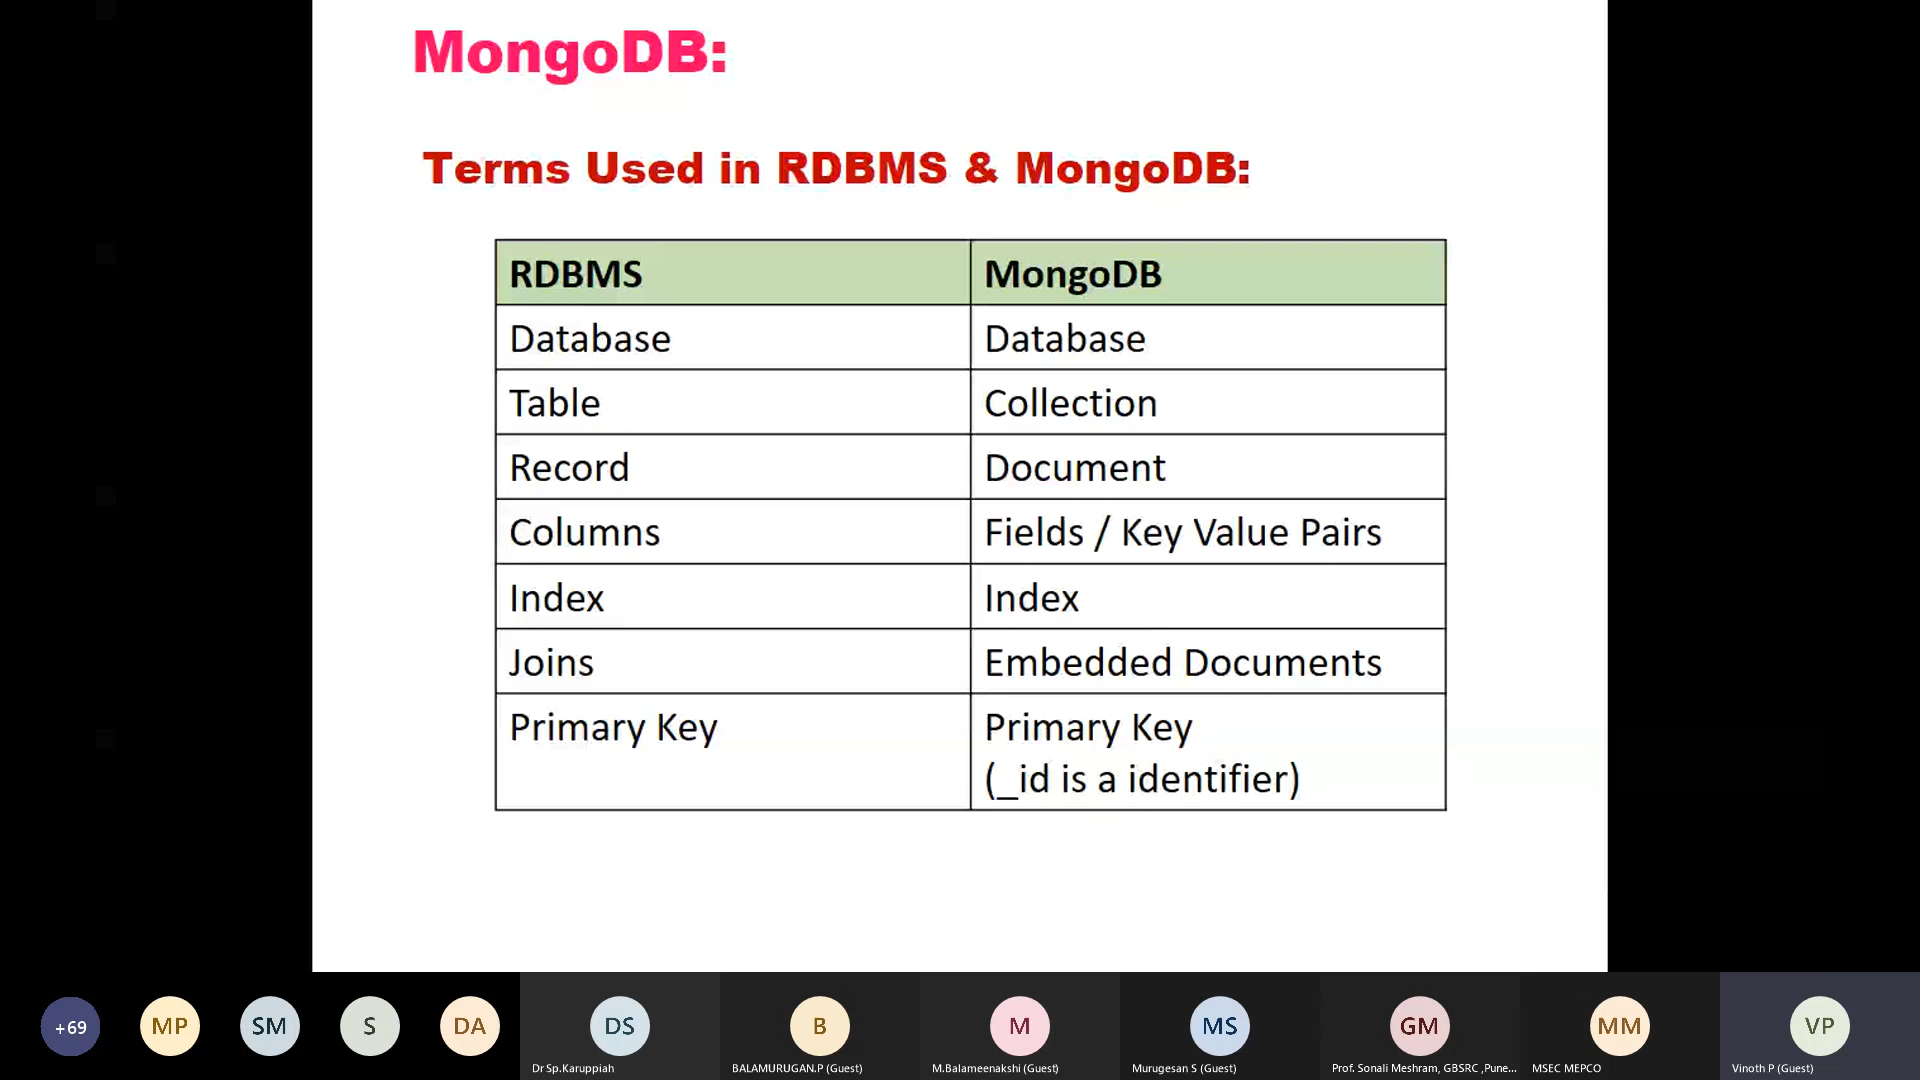 MongoDB:
Terms Used in RDBMS & MongoDB:
RDBMS MongoDB
Database Database
Table Collection
Record Document
Columns Fields / Key Value Pairs
Index Index
Joins Embedded Documents
Primary Key Primary Key
(_id is a identifier)
+69 MP SM S DA DS B M MS GM MM VP
Dr Sp.Karuppiah BALAMURUGAN.P (Guest) M.Balameenakshi (Guest) Murugesan S (Guest) Prof. Sonali Meshram, GBSRC ,Pune... MSEC MEPCO Vinoth P (Guest)